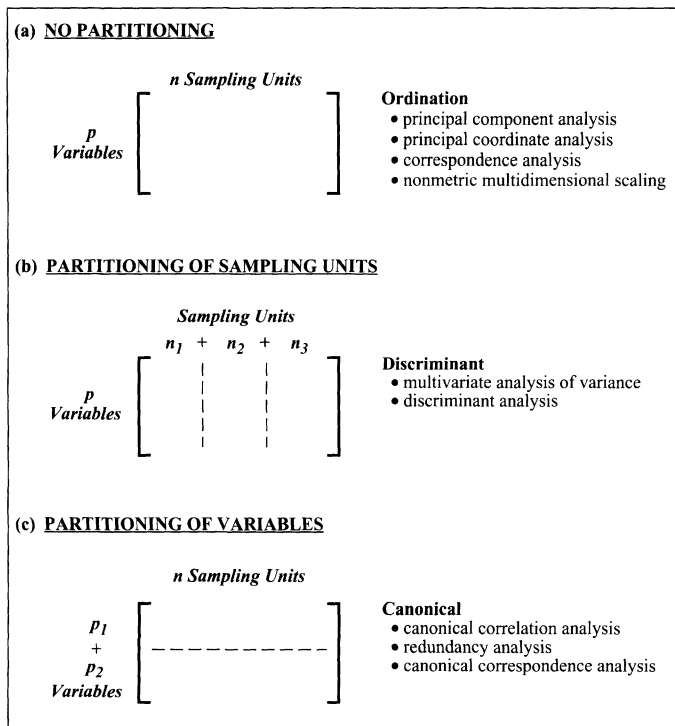 (a) NO PARTITIONING
n Sampling Units
p
Variables
Ordination
• principal component analysis
• principal coordinate analysis
• correspondence analysis
• nonmetric multidimensional scaling
(b) PARTITIONING OF SAMPLING UNITS
Sampling Units
n1 + n2 + n3
p
Variables
Discriminant
• multivariate analysis of variance
• discriminant analysis
(c) PARTITIONING OF VARIABLES
n Sampling Units
p1
+
p2
Variables
Canonical
• canonical correlation analysis
• redundancy analysis
• canonical correspondence analysis